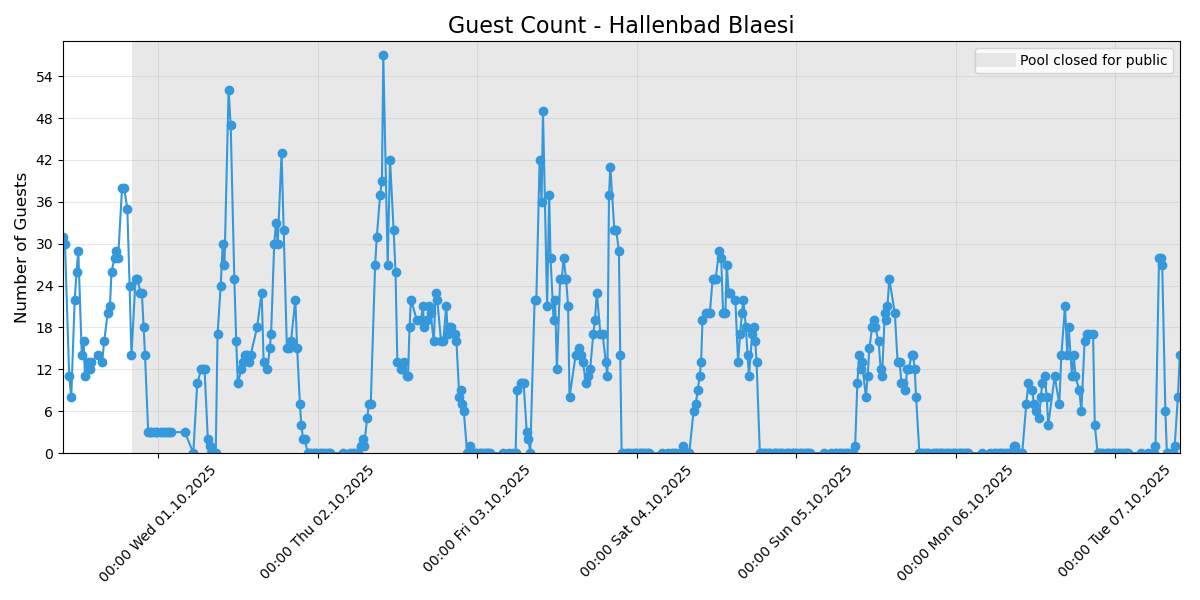 Guest Count - Hallenbad Blaesi
Pool closed for public
Number of Guests
54
48
42
36
30
24
18
12
6
0
00:00 Wed 01.10.2025
00:00 Thu 02.10.2025
00:00 Fri 03.10.2025
00:00 Sat 04.10.2025
00:00 Sun 05.10.2025
00:00 Mon 06.10.2025
00:00 Tue 07.10.2025